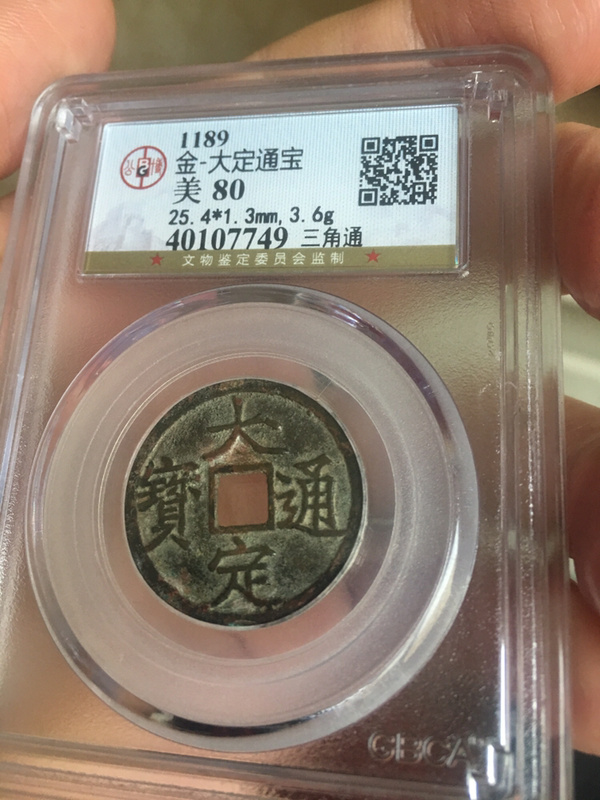 1189
金-大定通宝
美 80
25.4*1.3mm, 3.6g
40107749 三角通
文物鉴定委员会监制
大
通
定
寶
GBCA